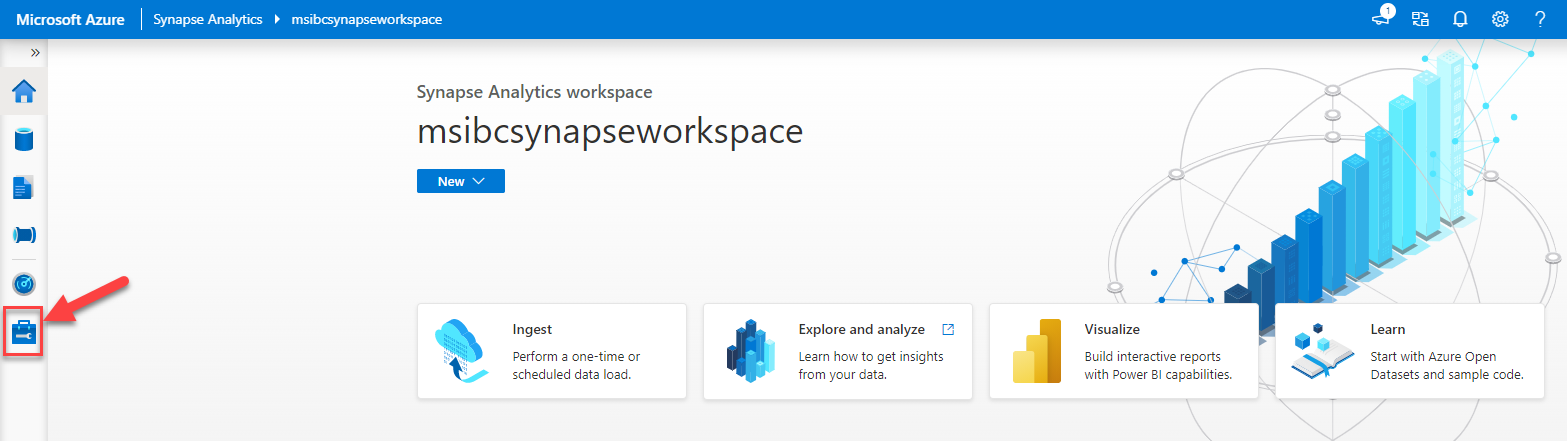 Microsoft Azure
Synapse Analytics
msibcsynapseworkspace
1
?
»
Synapse Analytics workspace
msibcsynapseworkspace
New
Ingest
Perform a one-time or
scheduled data load.
Explore and analyze
Learn how to get insights
from your data.
Visualize
Build interactive reports
with Power BI capabilities.
Learn
Start with Azure Open
Datasets and sample code.